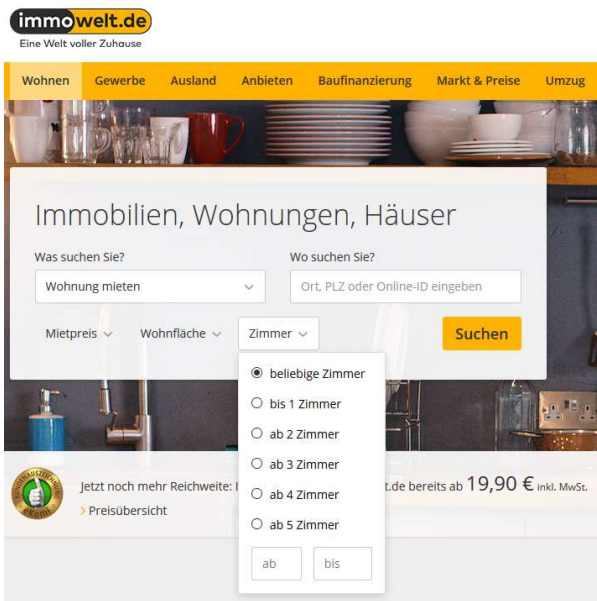 immowelt.de
Eine Welt voller Zuhause
Wohnen Gewerbe Ausland Anbieten Baufinanzierung Markt & Preise Umzug
Immobilien, Wohnungen, Häuser
Was suchen Sie? Wo suchen Sie?
Wohnung mieten Ort, PLZ oder Online-ID eingeben
Mietpreis Wohnfläche Zimmer Suchen
beliebige Zimmer
bis 1 Zimmer
ab 2 Zimmer
ab 3 Zimmer
ab 4 Zimmer
ab 5 Zimmer
ab bis
KUNDENAUSZEICHNUNG
eKomi
Jetzt noch mehr Reichweite: t.de bereits ab 19,90 € inkl. MwSt.
Preisübersicht